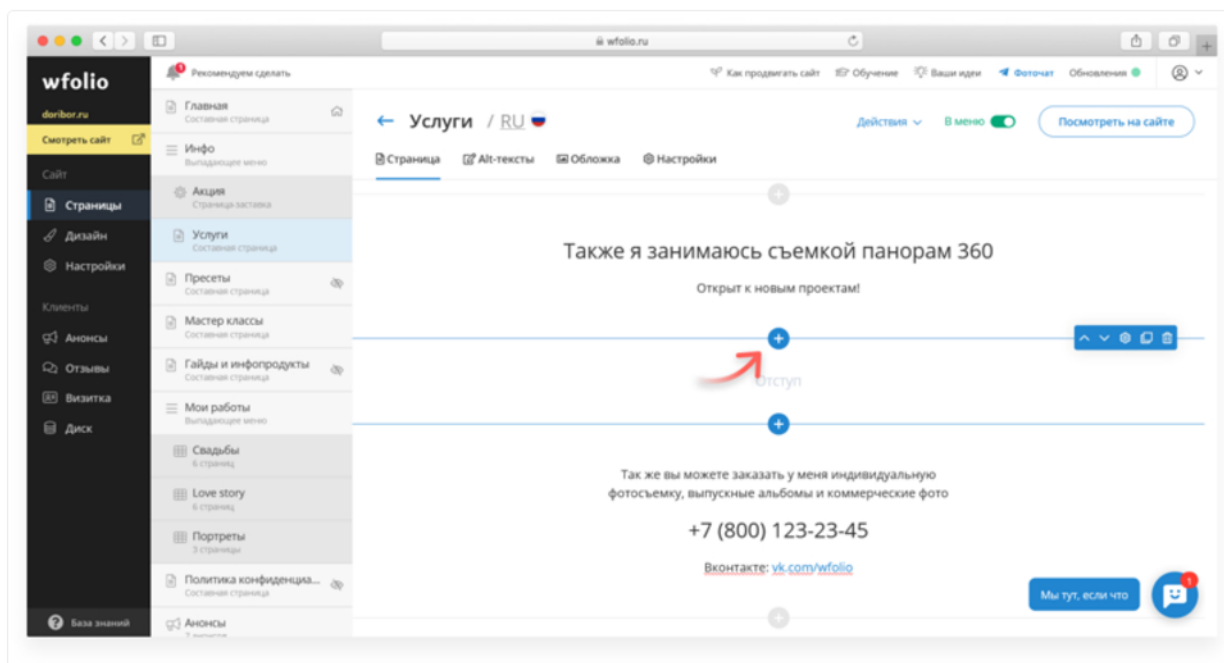 wfolio.ru
wfolio
Рекомендуем сделать
Как продвигать сайт
Обучение
Ваши идеи
Фоточат
Обновления
doribor.ru
Смотреть сайт
Сайт
Страницы
Дизайн
Настройки
Клиенты
Анонсы
Отзывы
Визитка
Диск
База знаний
Главная
Составная страница
Инфо
Выпадающее меню
Акция
Страница-заставка
Услуги
Составная страница
Пресеты
Составная страница
Мастер классы
Составная страница
Гайды и инфопродукты
Составная страница
Мои работы
Выпадающее меню
Свадьбы
6 страниц
Love story
6 страниц
Портреты
3 страницы
Политика конфиденциа...
Составная страница
Анонсы
7 анонсов
Услуги / RU
Действия
В меню
Посмотреть на сайте
Страница
Alt-тексты
Обложка
Настройки
Также я занимаюсь съемкой панорам 360
Открыт к новым проектам!
Отступ
Так же вы можете заказать у меня индивидуальную
фотосъемку, выпускные альбомы и коммерческие фото
+7 (800) 123-23-45
Вконтакте: vk.com/wfolio
Мы тут, если что
1